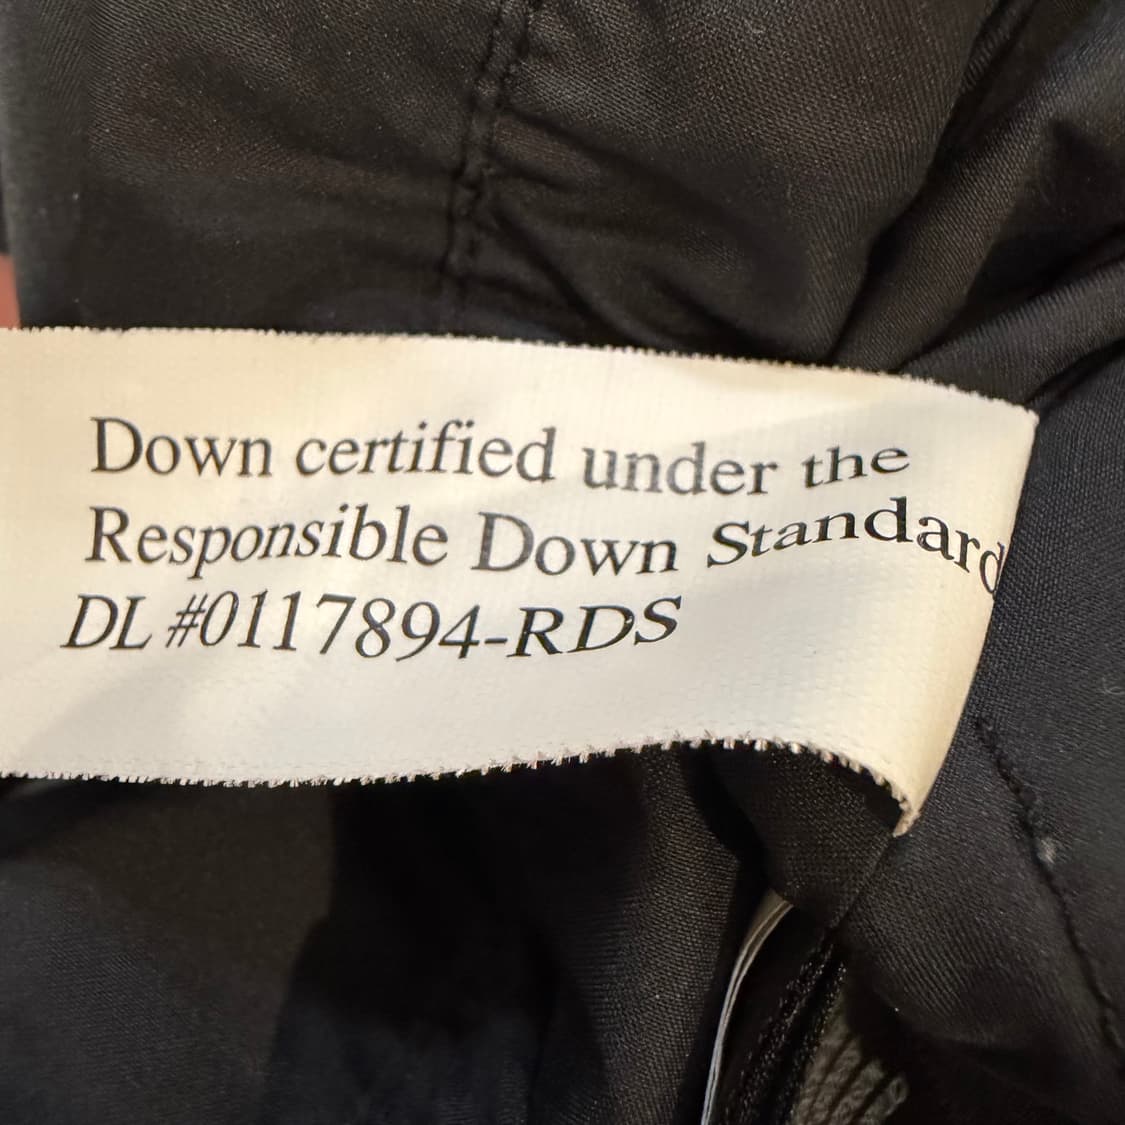 Down certified under the
Responsible Down Standard
DL #0117894-RDS